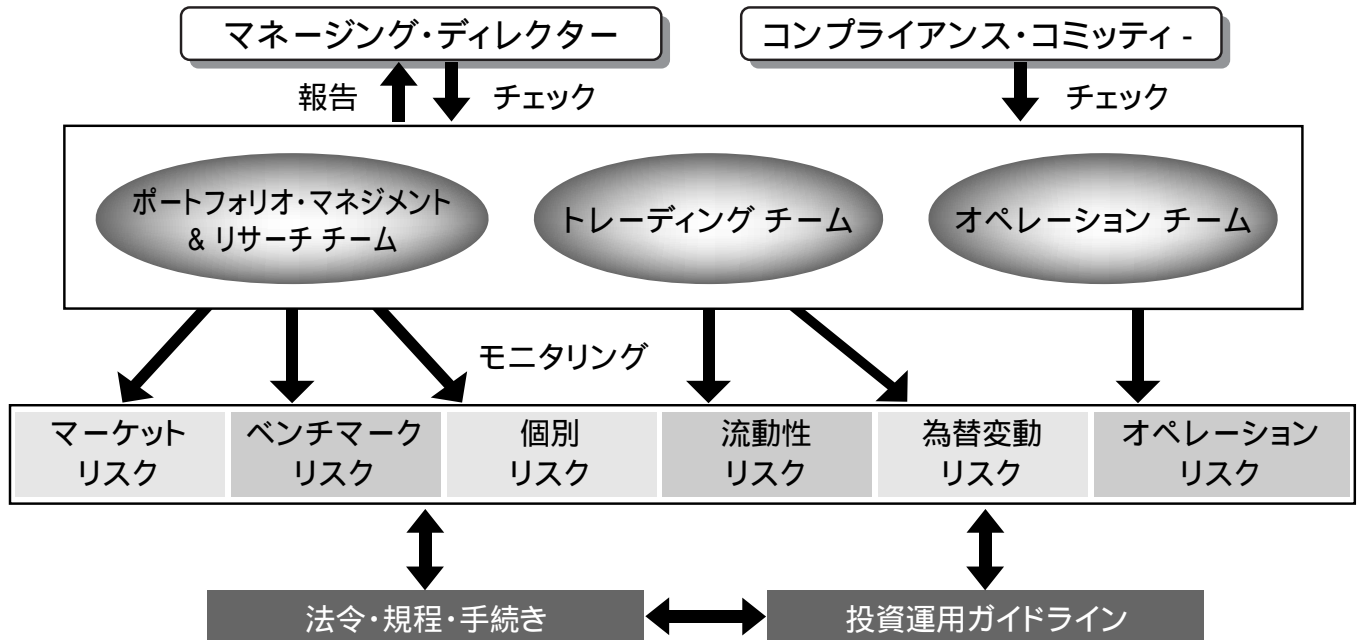 マネージング・ディレクター
コンプライアンス・コミッティ -
報告
チェック
チェック
ポートフォリオ・マネジメント
& リサーチ チーム
トレーディング チーム
オペレーション チーム
モニタリング
マーケット
リスク
ベンチマーク
リスク
個別
リスク
流動性
リスク
為替変動
リスク
オペレーション
リスク
法令・規程・手続き
投資運用ガイドライン